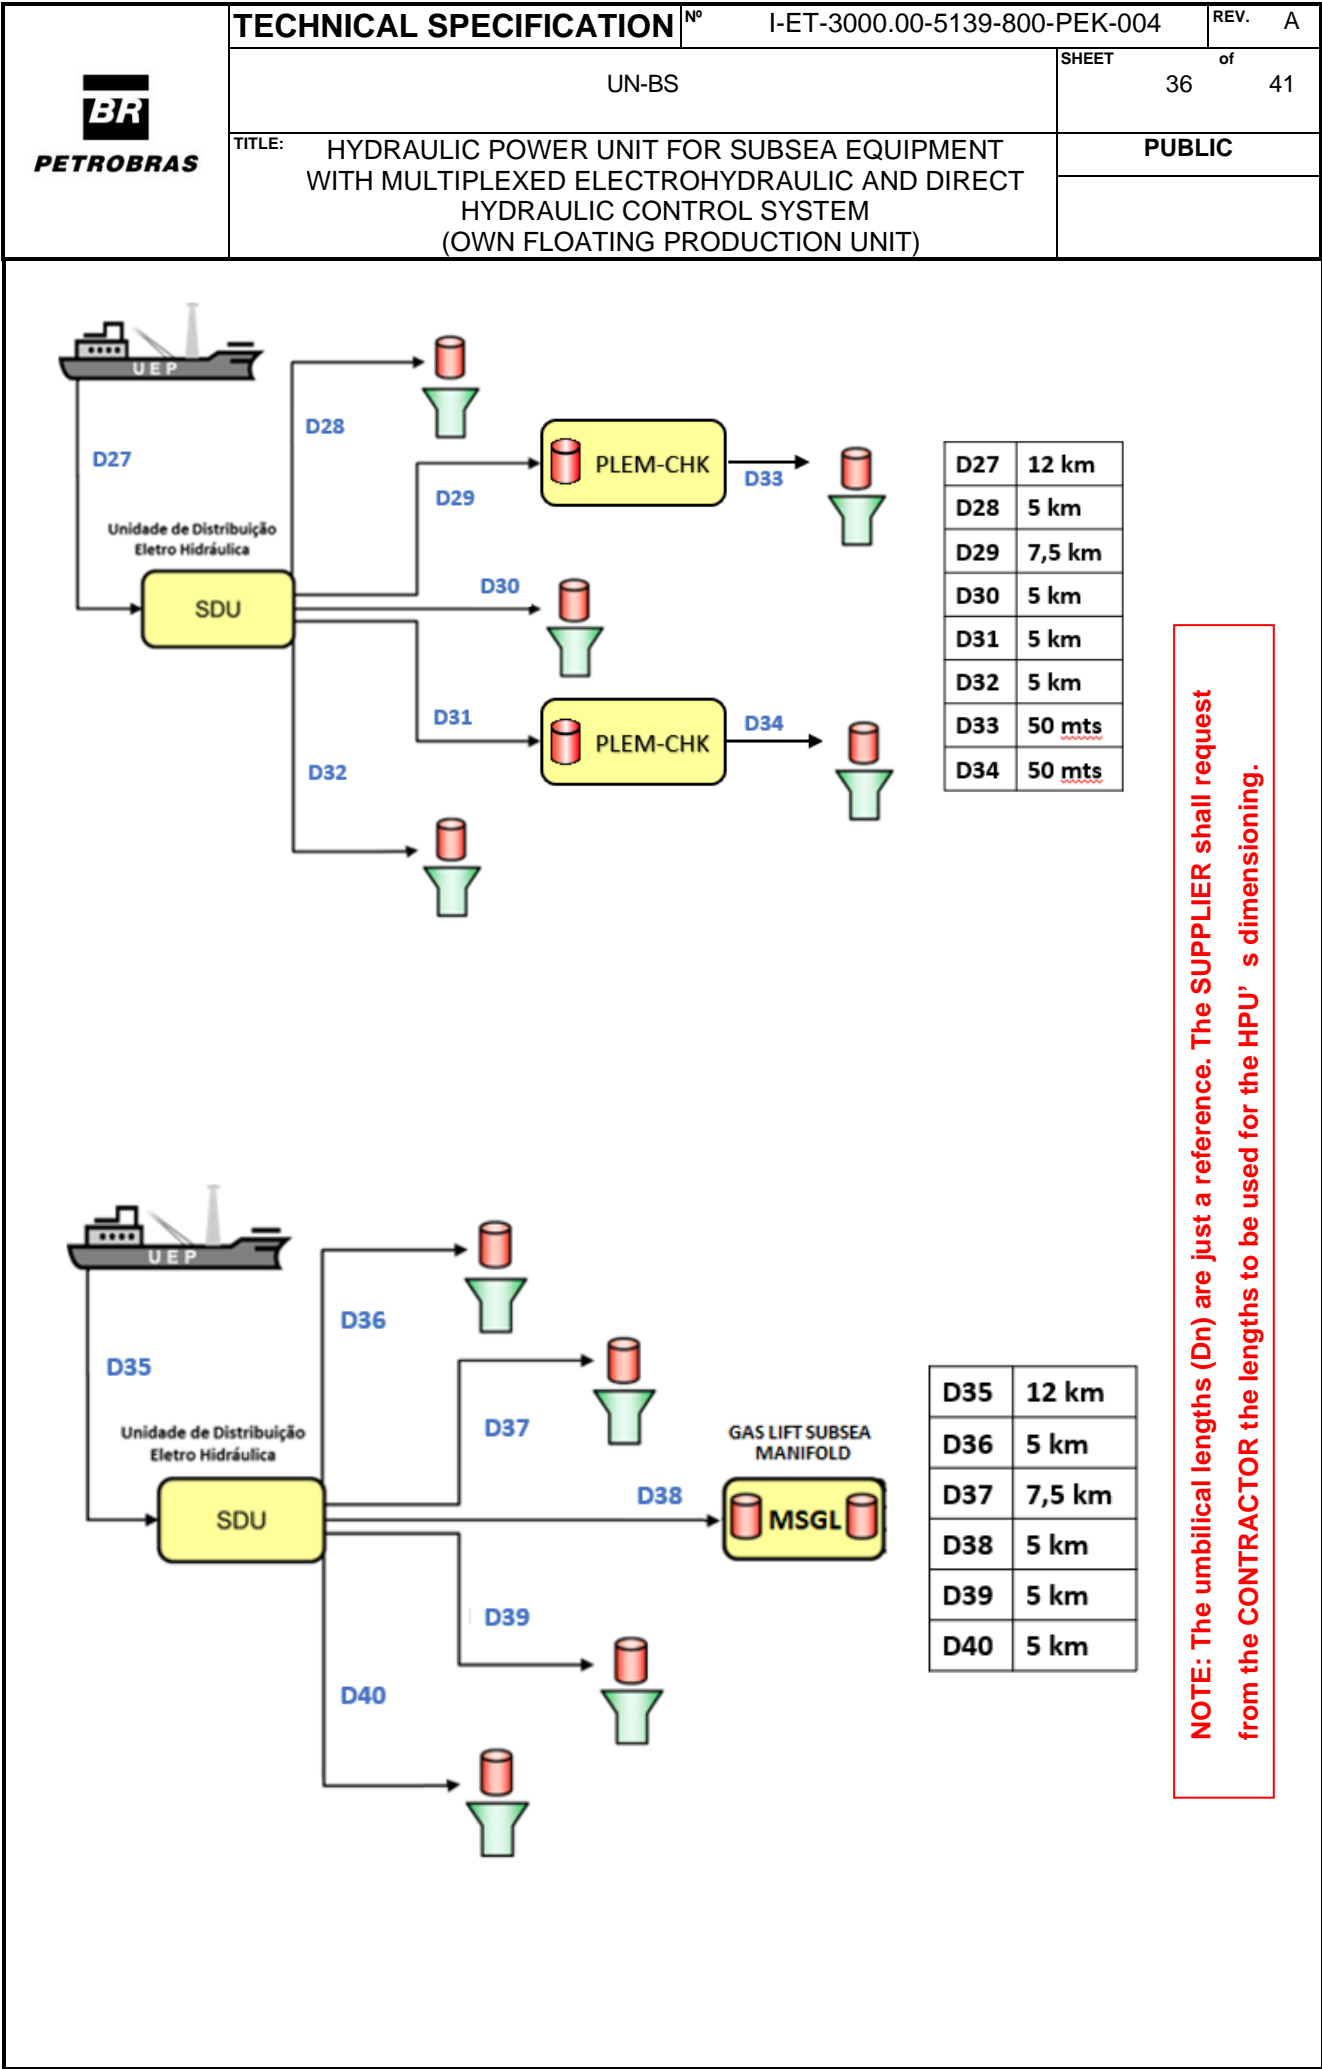 TECHNICAL SPECIFICATION
Nº
I-ET-3000.00-5139-800-PEK-004
REV.
A
BR
PETROBRAS
UN-BS
SHEET
of
36
41
TITLE:
HYDRAULIC POWER UNIT FOR SUBSEA EQUIPMENT
WITH MULTIPLEXED ELECTROHYDRAULIC AND DIRECT
HYDRAULIC CONTROL SYSTEM
(OWN FLOATING PRODUCTION UNIT)
PUBLIC
UEP
D27
D28
D29
PLEM-CHK
D33
Unidade de Distribuição
Eletro Hidráulica
SDU
D30
D31
PLEM-CHK
D34
D32
D27 12 km
D28 5 km
D29 7,5 km
D30 5 km
D31 5 km
D32 5 km
D33 50 mts
D34 50 mts
NOTE: The umbilical lengths (Dn) are just a reference. The SUPPLIER shall request
from the CONTRACTOR the lengths to be used for the HPU’ s dimensioning.
UEP
D35
D36
D37
Unidade de Distribuição
Eletro Hidráulica
SDU
D38
GAS LIFT SUBSEA
MANIFOLD
MSGL
D39
D40
D35 12 km
D36 5 km
D37 7,5 km
D38 5 km
D39 5 km
D40 5 km